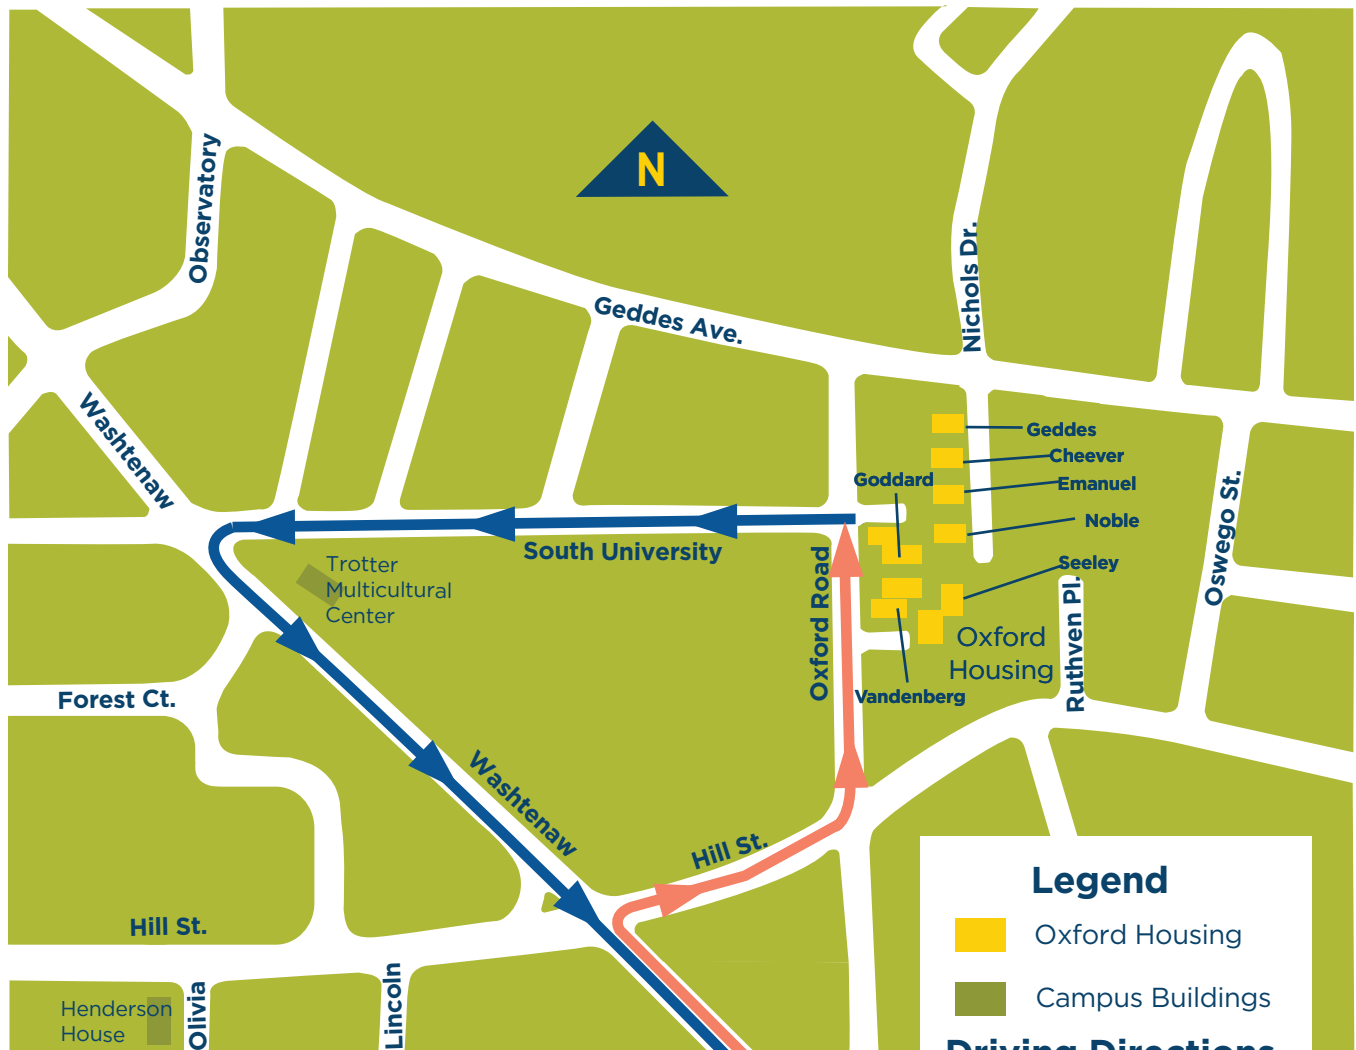 N
Observatory
Nichols Dr.
Geddes Ave.
Washtenaw
Geddes
Cheever
Goddard
Emanuel
Noble
Oswego St.
South University
Trotter
Multicultural
Center
Seeley
Oxford Road
Oxford
Housing
Ruthven Pl.
Forest Ct.
Vandenberg
Washtenaw
Hill St.
Legend
Hill St.
Oxford Housing
Olivia
Lincoln
Henderson
House
Campus Buildings
Driving Directions